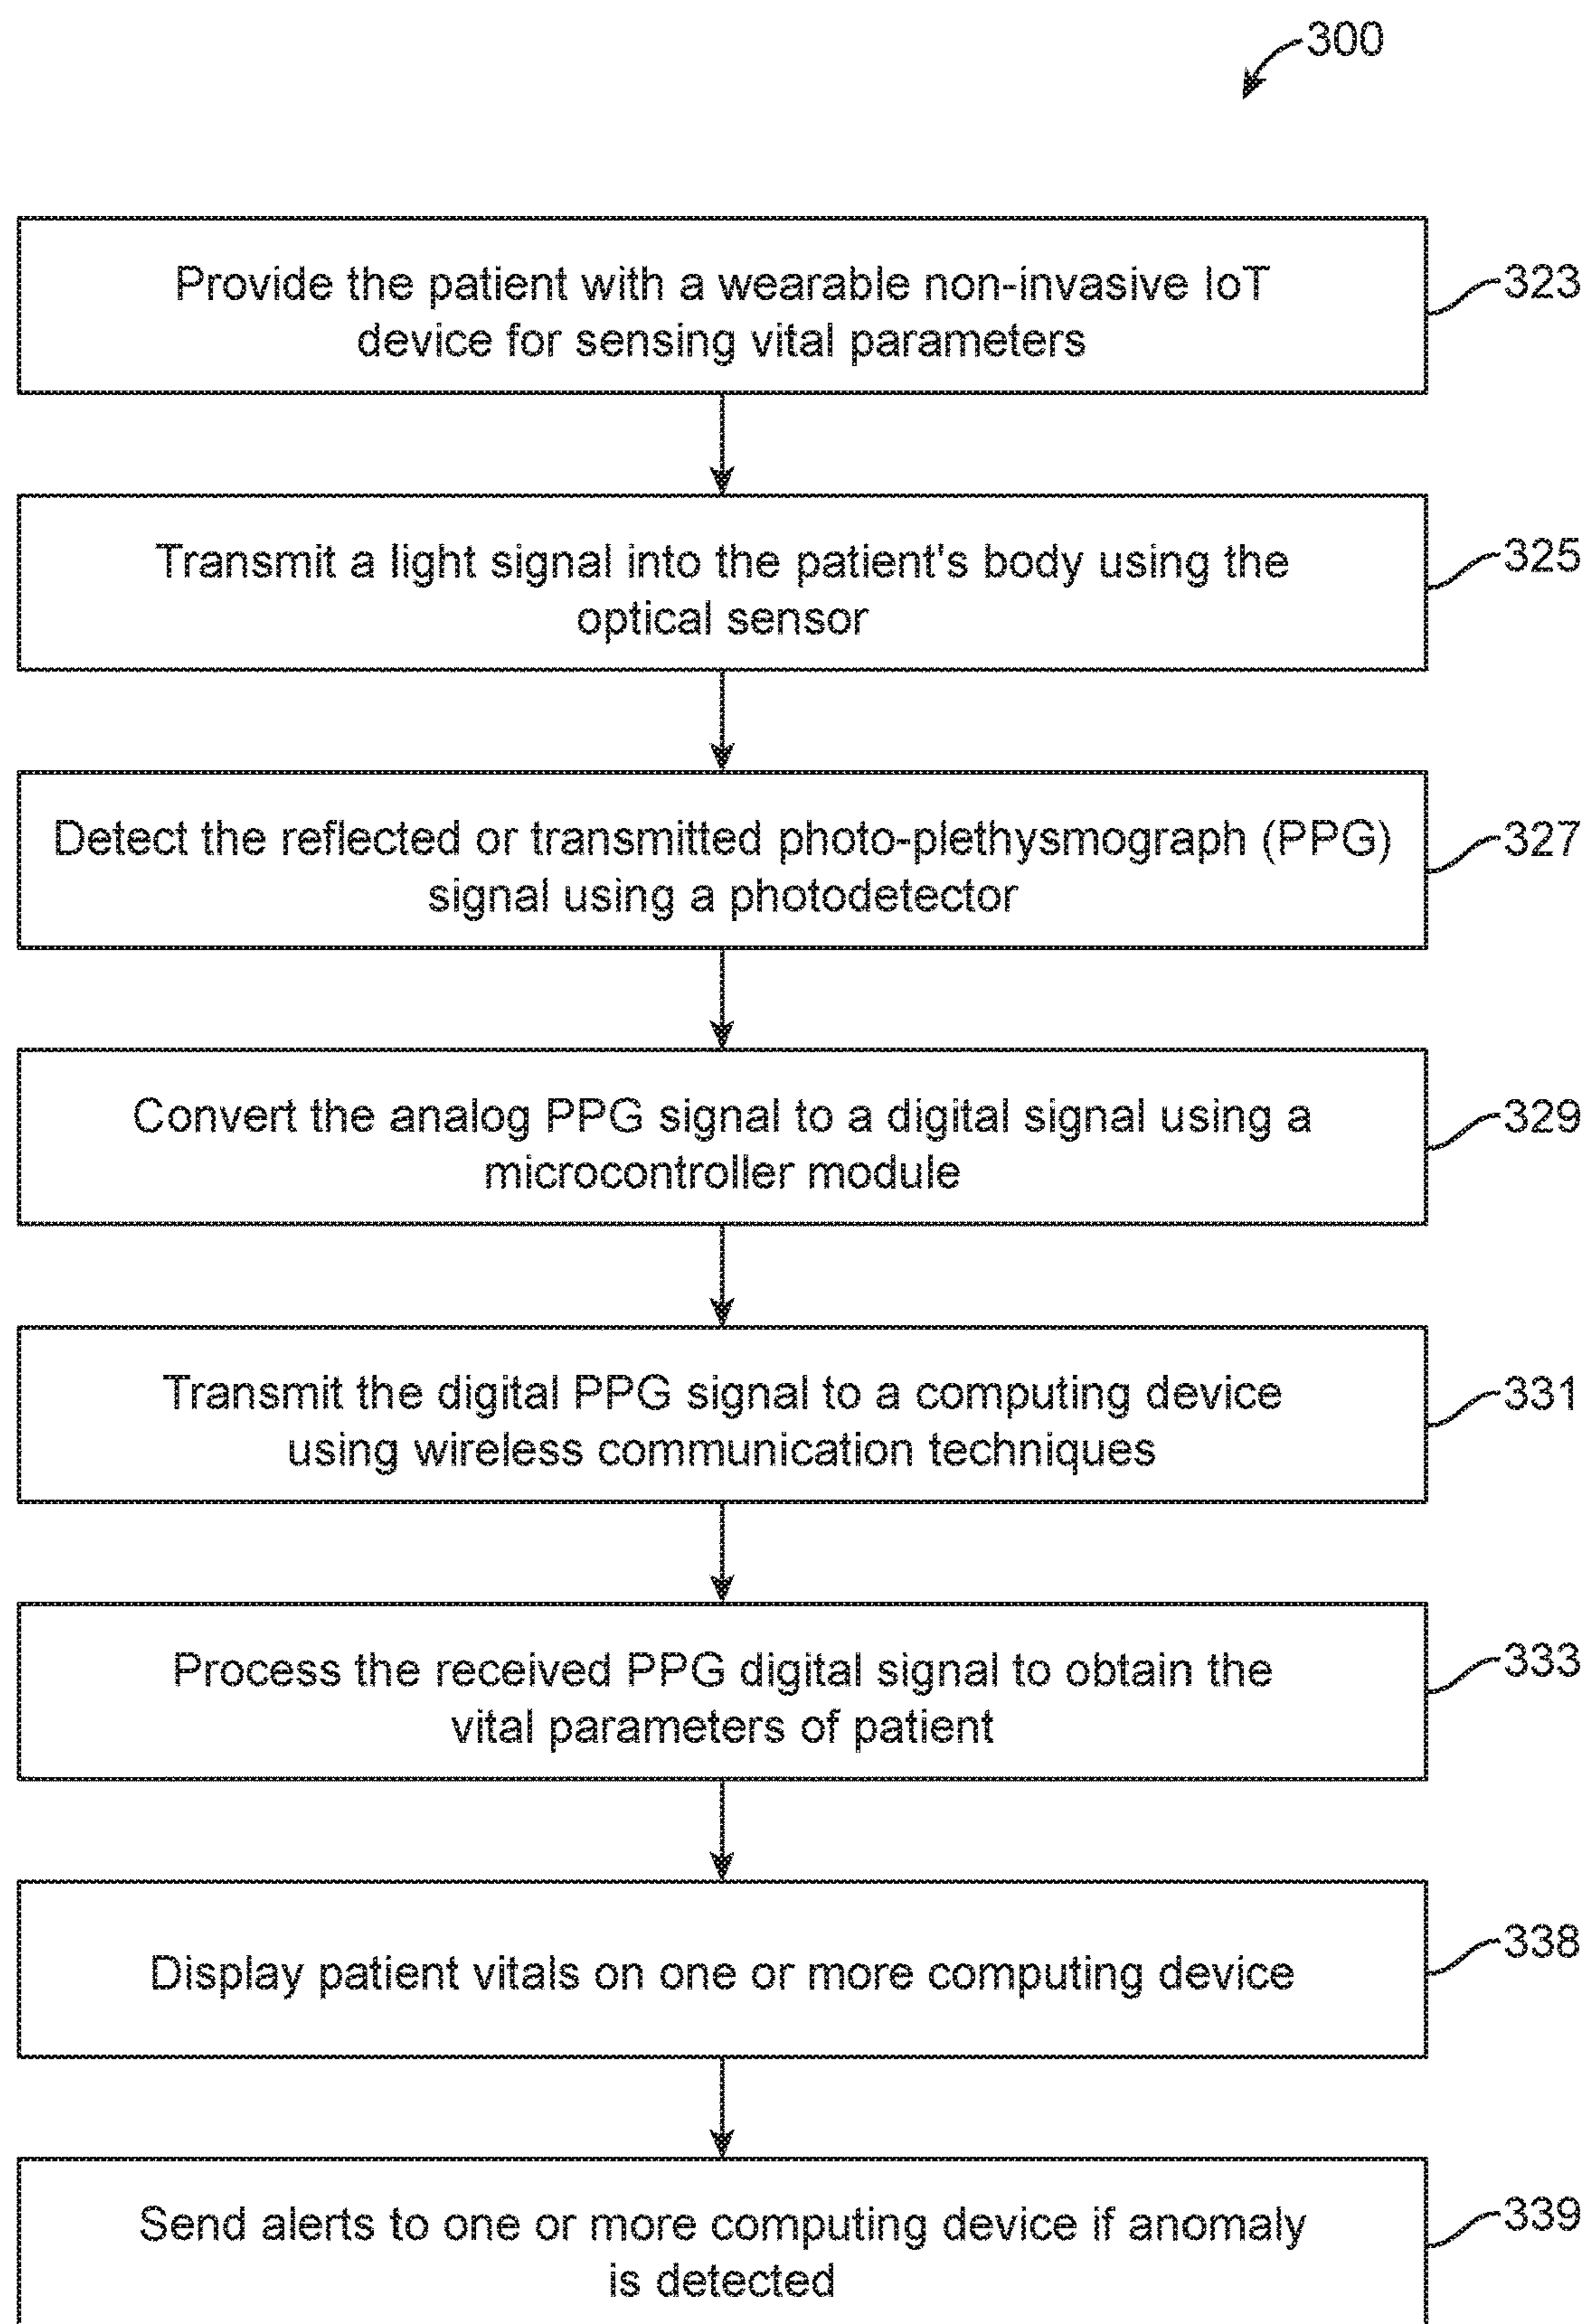 300
Provide the patient with a wearable non-invasive IoT
device for sensing vital parameters
323
Transmit a light signal into the patient's body using the
optical sensor
325
Detect the reflected or transmitted photo-plethysmograph (PPG)
signal using a photodetector
327
Convert the analog PPG signal to a digital signal using a
microcontroller module
329
Transmit the digital PPG signal to a computing device
using wireless communication techniques
331
Process the received PPG digital signal to obtain the
vital parameters of patient
333
Display patient vitals on one or more computing device
338
Send alerts to one or more computing device if anomaly
is detected
339